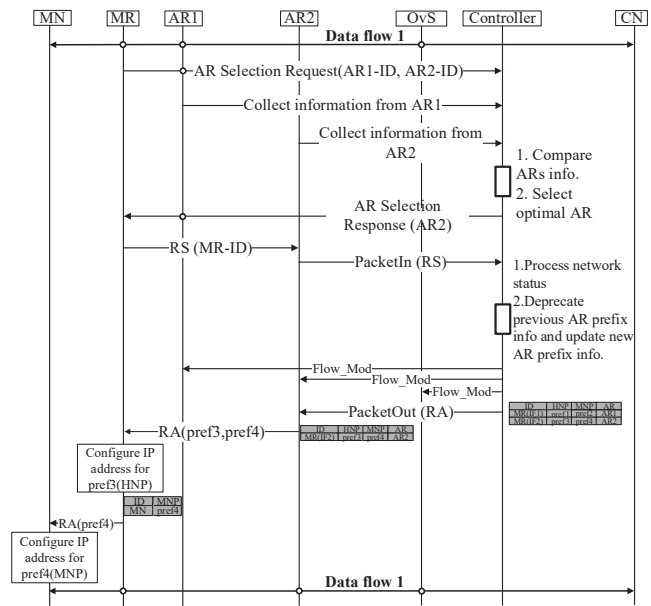 MN MR AR1 AR2 OvS Controller CN
Data flow 1
AR Selection Request(AR1-ID, AR2-ID)
Collect information from AR1
Collect information from
AR2
1. Compare
ARs info.
2. Select
optimal AR
AR Selection
Response (AR2)
RS (MR-ID)
PacketIn (RS)
1.Process network
status
2.Deprecate
previous AR prefix
info and update new
AR prefix info.
Flow_Mod
Flow_Mod
Flow_Mod
PacketOut (RA)
ID HNP MNP AR
MR(IF1) pref1 pref2 AR1
MR(IF2) pref3 pref4 AR2
RA(pref3,pref4)
ID HNP MNP AR
MR(IF2) pref3 pref4 AR2
Configure IP
address for
pref3(HNP)
ID MNP
MN pref4
RA(pref4)
Configure IP
address for
pref4(MNP)
Data flow 1